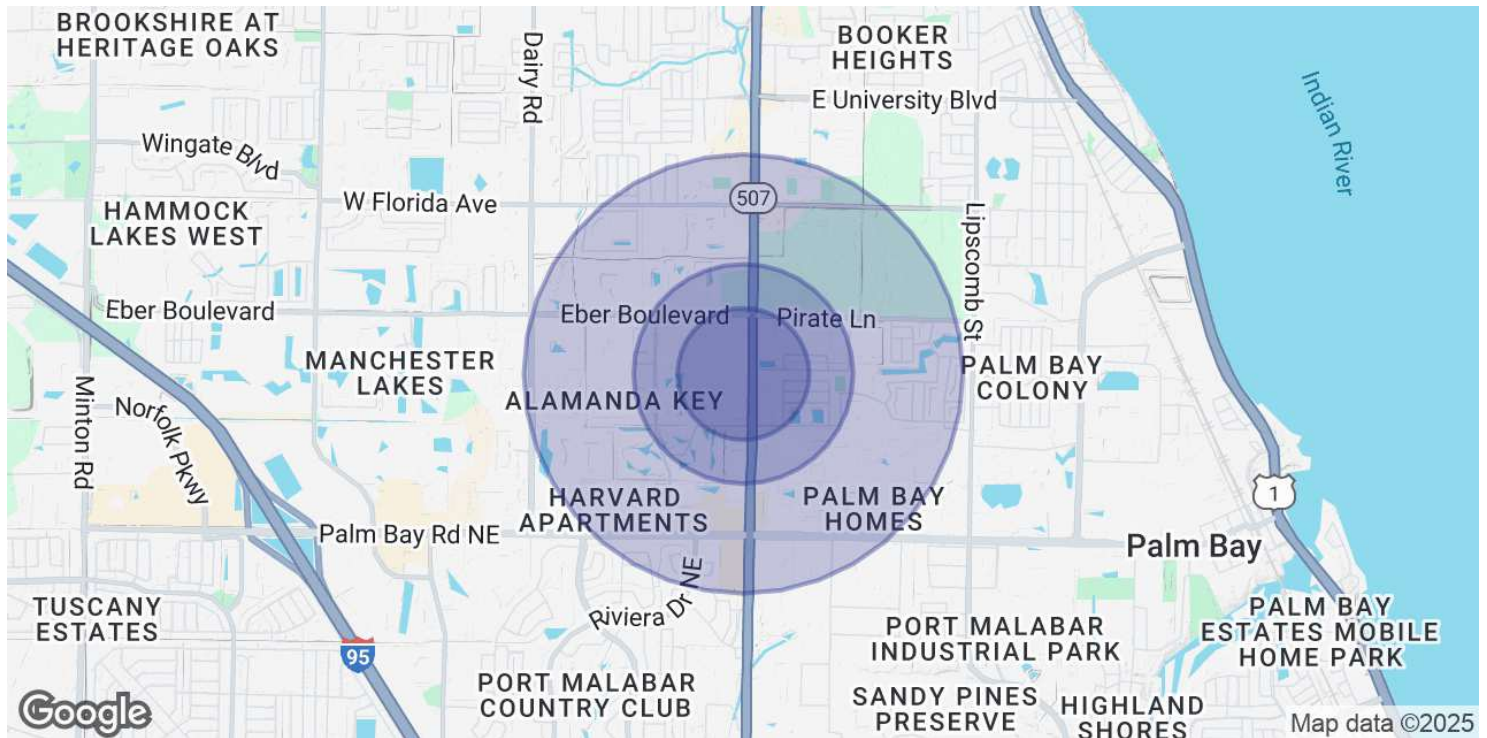 BROOKSHIRE AT
HERITAGE OAKS
Dairy Rd
BOOKER
HEIGHTS
E University Blvd
Indian River
Wingate Blvd
W Florida Ave
507
HAMMOCK
LAKES WEST
Lipscomb St
Eber Boulevard
Eber Boulevard
Pirate Ln
MANCHESTER
LAKES
PALM BAY
COLONY
Minton Rd
Norfolk Pkwy
ALAMANDA KEY
HARVARD
APARTMENTS
PALM BAY
HOMES
1
Palm Bay Rd NE
Palm Bay
Riviera Dr NE
TUSCANY
ESTATES
95
PORT MALABAR
INDUSTRIAL PARK
PALM BAY
ESTATES MOBILE
HOME PARK
PORT MALABAR
COUNTRY CLUB
SANDY PINES
PRESERVE
HIGHLAND
SHORES
Google
Map data ©2025